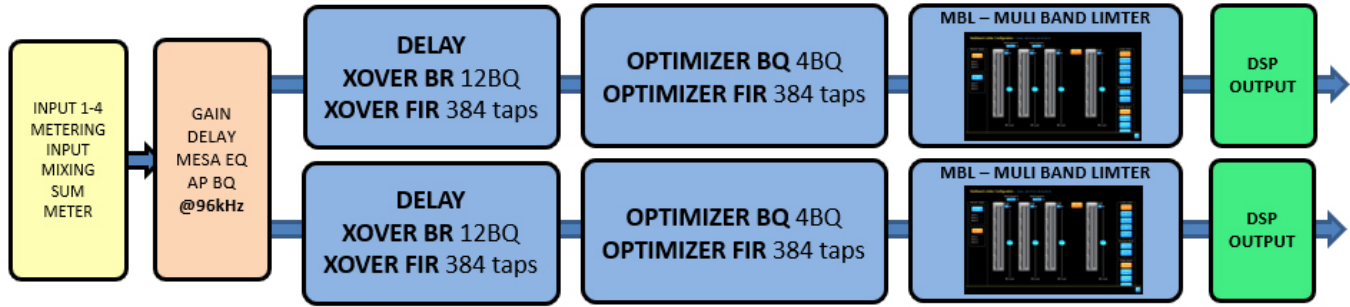 INPUT 1-4
METERING
INPUT
MIXING
SUM
METER
GAIN
DELAY
MESA EQ
AP BQ
@96kHz
DELAY
XOVER BR 12BQ
XOVER FIR 384 taps
OPTIMIZER BQ 4BQ
OPTIMIZER FIR 384 taps
MBL – MULI BAND LIMTER
DSP
OUTPUT
DELAY
XOVER BR 12BQ
XOVER FIR 384 taps
OPTIMIZER BQ 4BQ
OPTIMIZER FIR 384 taps
MBL – MULI BAND LIMTER
DSP
OUTPUT